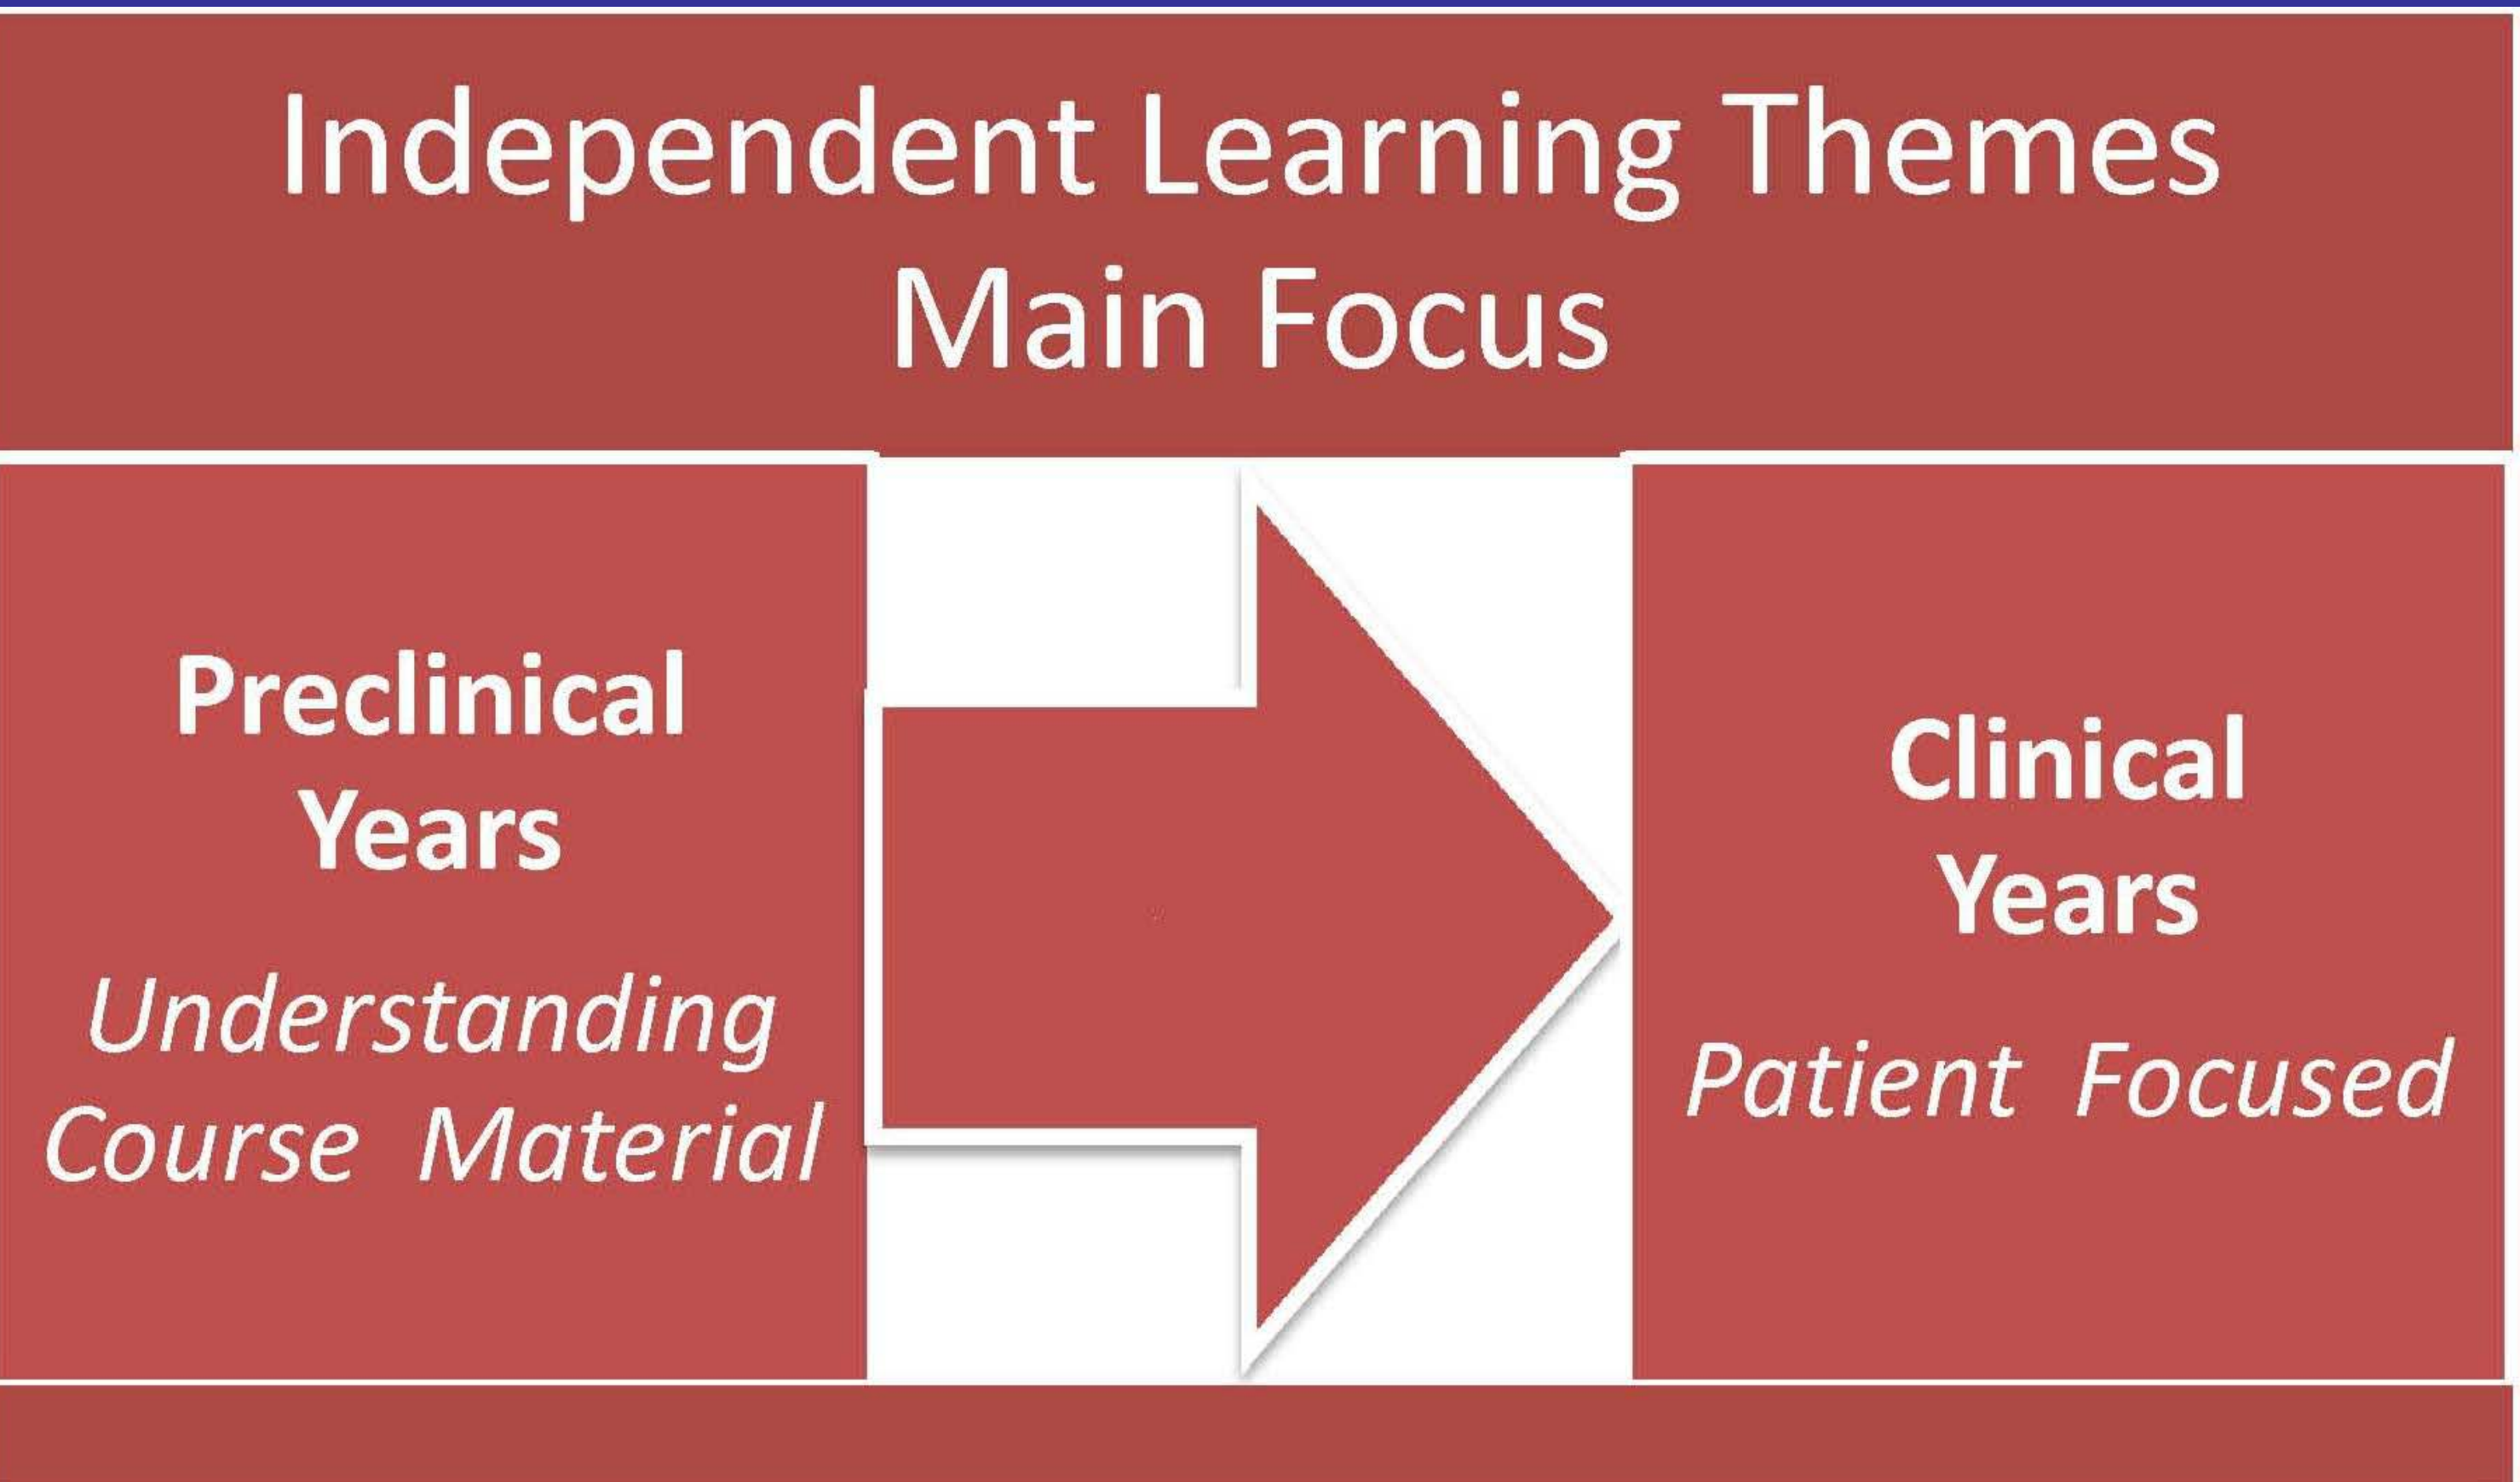 Independent Learning Themes
Main Focus
Preclinical
Years
Understanding
Course Material
Clinical
Years
Patient Focused